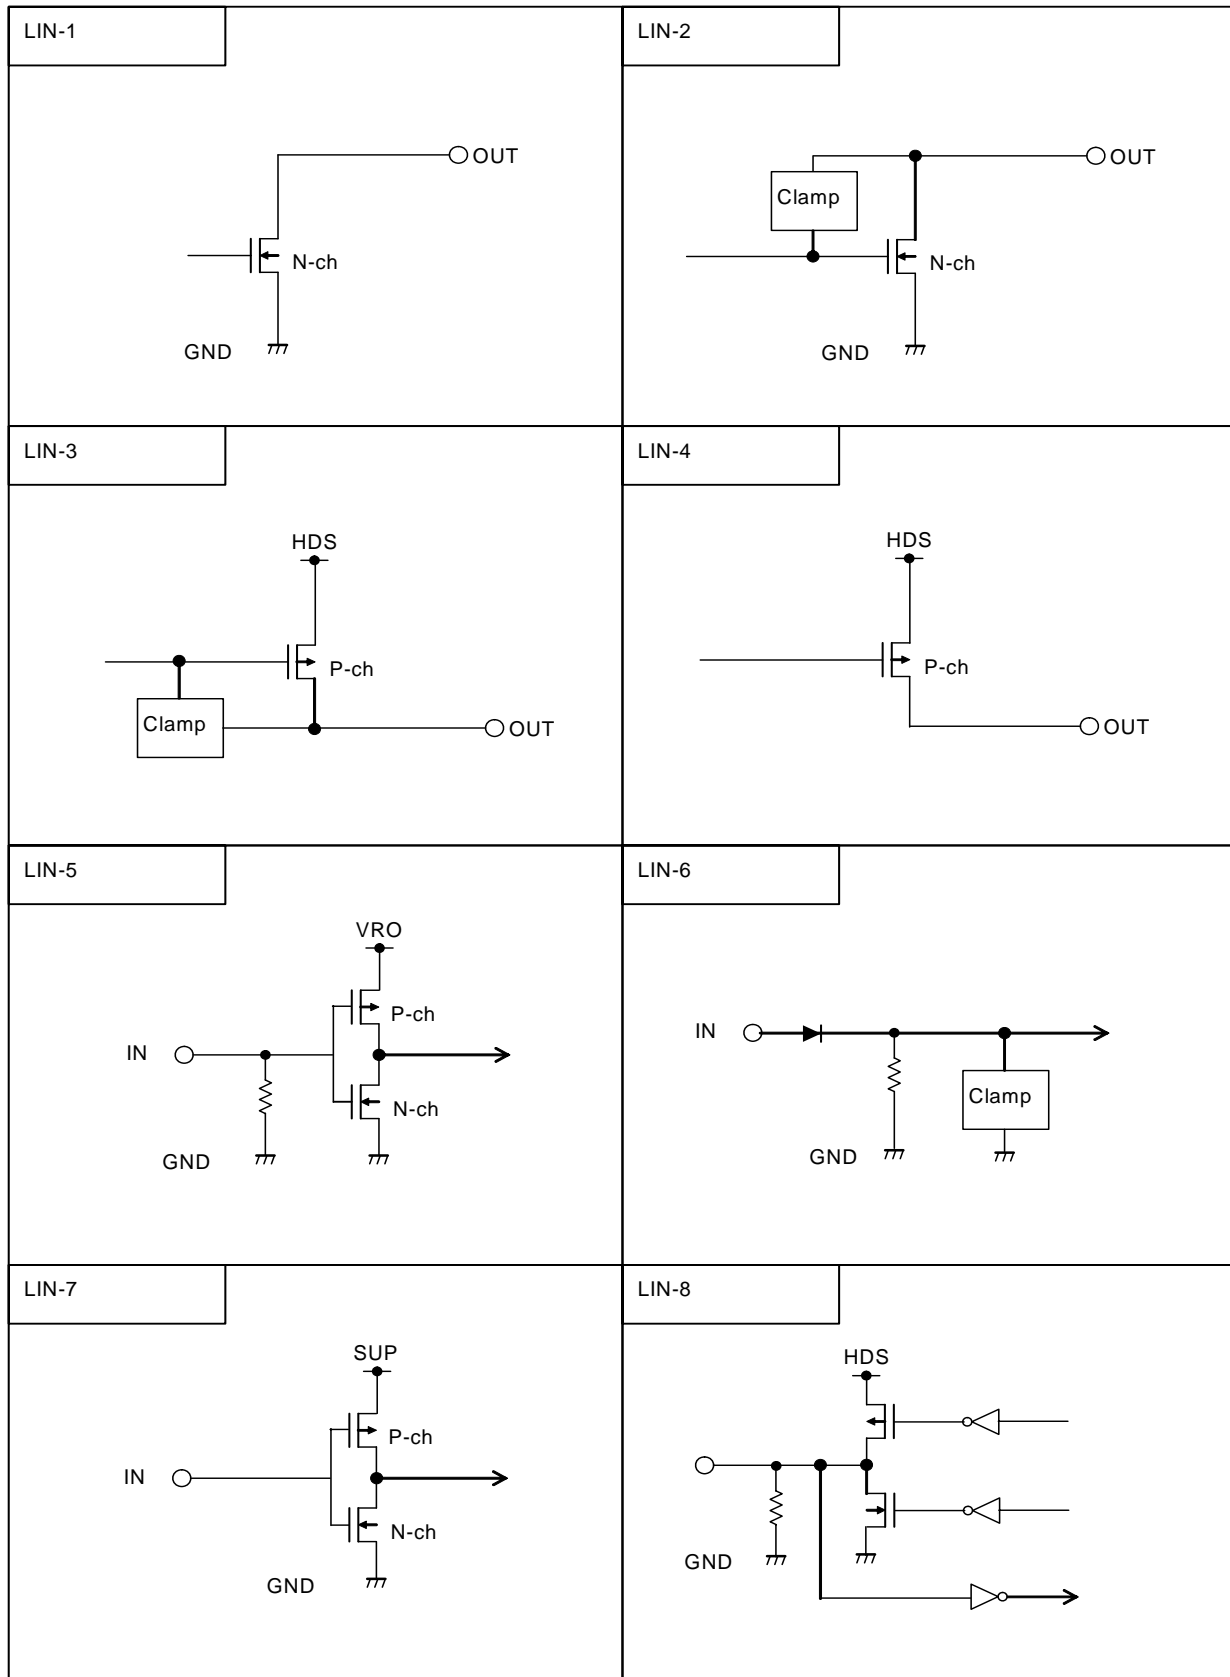 LIN-1
OUT
N-ch
GND
LIN-2
OUT
Clamp
N-ch
GND
LIN-3
HDS
P-ch
Clamp
OUT
LIN-4
HDS
P-ch
OUT
LIN-5
VRO
P-ch
IN
N-ch
GND
LIN-6
IN
Clamp
GND
LIN-7
SUP
P-ch
IN
N-ch
GND
LIN-8
HDS
GND